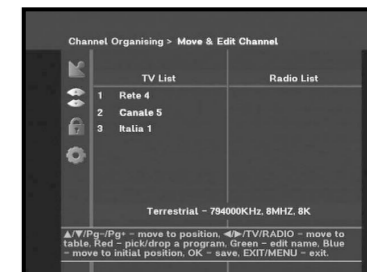 Channel Organising > Move & Edit Channel
TV List
Radio List
1 Rete 4
2 Canale 5
3 Italia 1
Terrestrial – 794000KHz, 8MHZ, 8K
▲/▼/Pg-/Pg+ – move to position, ◀/▶/TV/RADIO – move to
table, Red – pick/drop a program, Green – edit name, Blue
– move to initial position, OK – save, EXIT/MENU – exit.